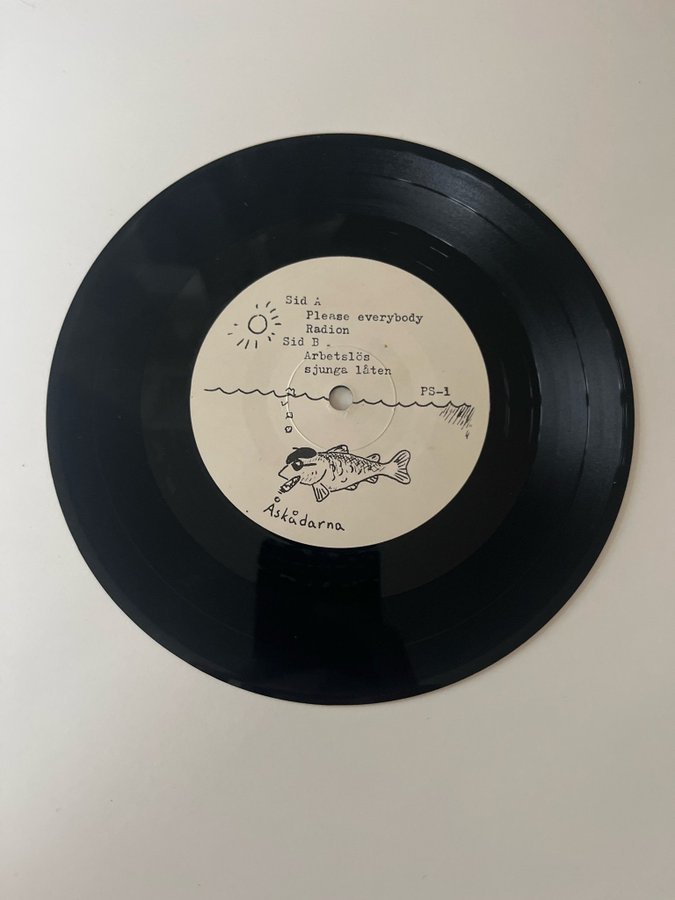 Sid A
Please everybody
Radion
Sid B
Arbetslös
sjunga låten
PS-1
Åskådarna